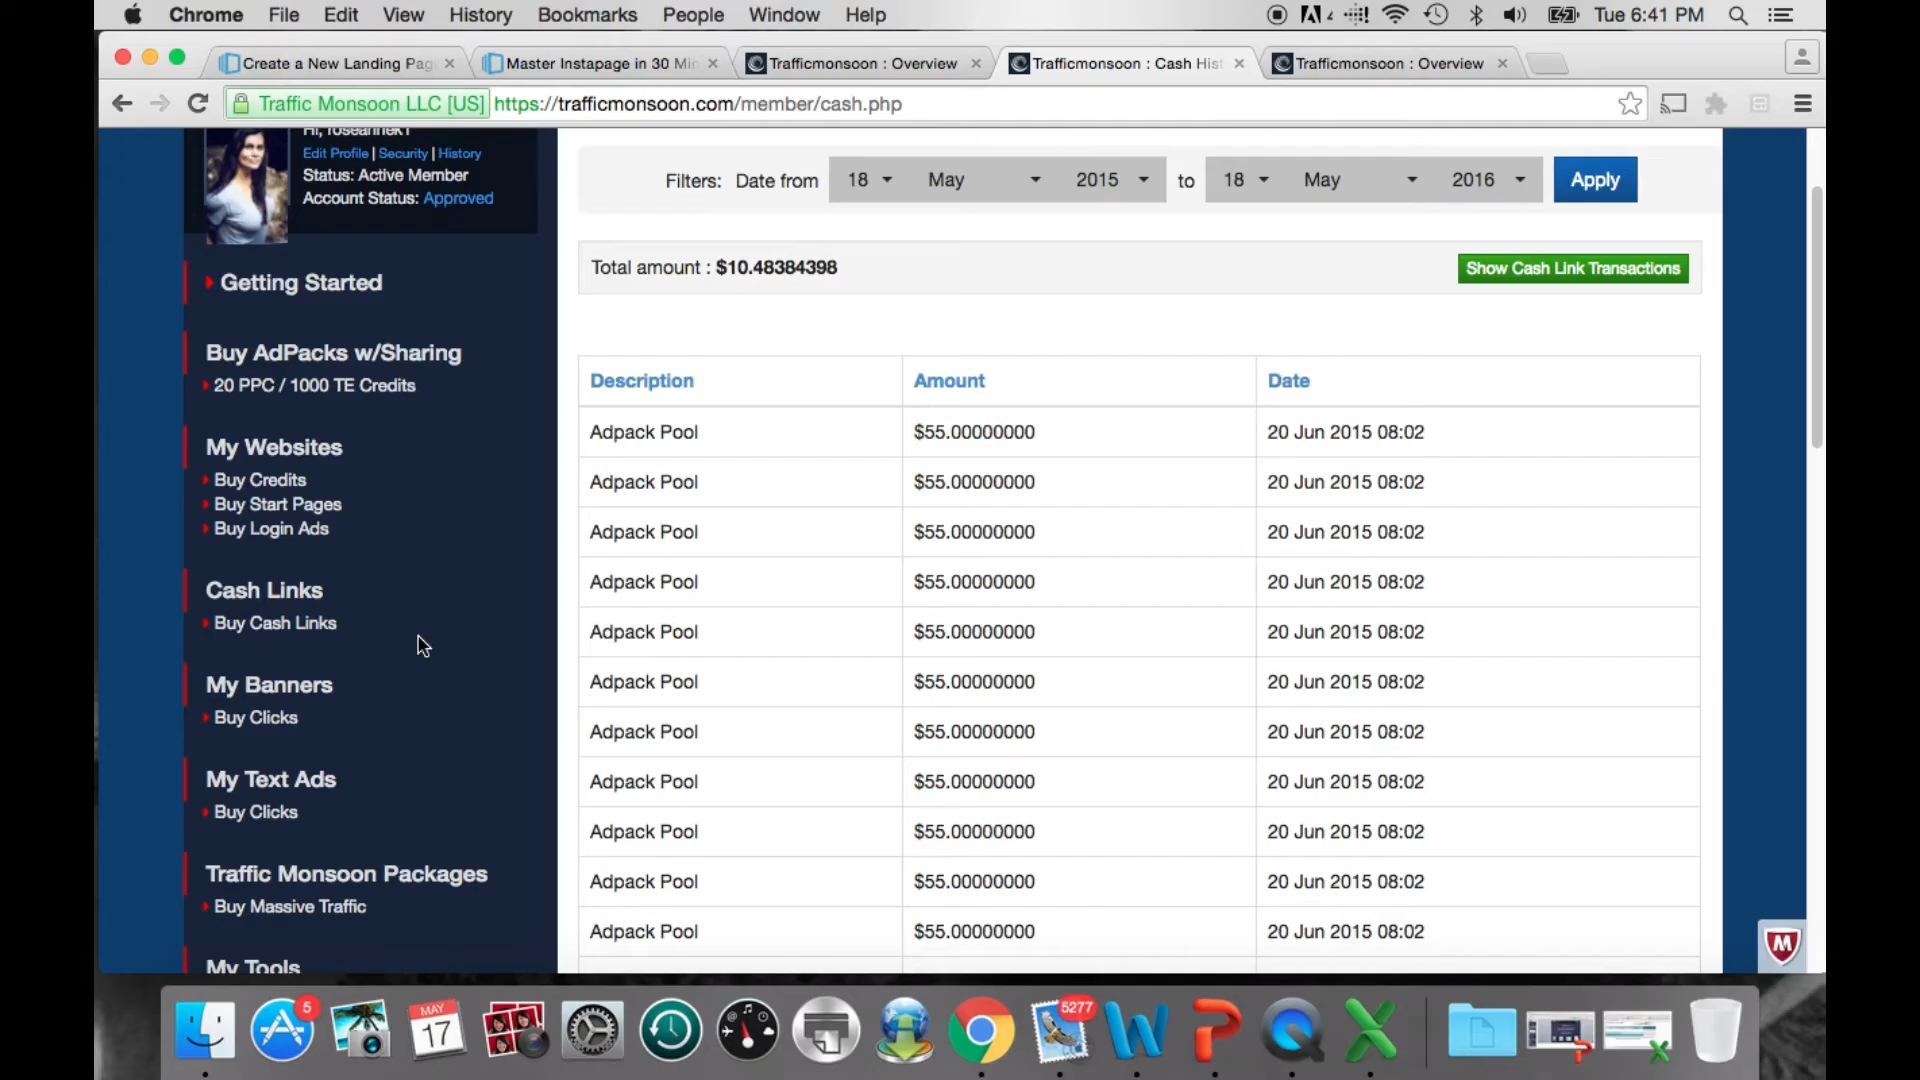 Chrome File Edit View History Bookmarks People Window Help 4 Tue 6:41 PM
Create a New Landing Pag Master Instapage in 30 Mi Trafficmonsoon : Overview Trafficmonsoon : Cash Hist Trafficmonsoon : Overview
Traffic Monsoon LLC [US] https://trafficmonsoon.com/member/cash.php
Hi, roseannek1
Edit Profile | Security | History
Status: Active Member
Account Status: Approved
Getting Started
Buy AdPacks w/Sharing
20 PPC / 1000 TE Credits
My Websites
Buy Credits
Buy Start Pages
Buy Login Ads
Cash Links
Buy Cash Links
My Banners
Buy Clicks
My Text Ads
Buy Clicks
Traffic Monsoon Packages
Buy Massive Traffic
My Tools
Filters: Date from 18 May 2015 to 18 May 2016 Apply
Total amount : $10.48384398 Show Cash Link Transactions
Description Amount Date
Adpack Pool $55.00000000 20 Jun 2015 08:02
Adpack Pool $55.00000000 20 Jun 2015 08:02
Adpack Pool $55.00000000 20 Jun 2015 08:02
Adpack Pool $55.00000000 20 Jun 2015 08:02
Adpack Pool $55.00000000 20 Jun 2015 08:02
Adpack Pool $55.00000000 20 Jun 2015 08:02
Adpack Pool $55.00000000 20 Jun 2015 08:02
Adpack Pool $55.00000000 20 Jun 2015 08:02
Adpack Pool $55.00000000 20 Jun 2015 08:02
Adpack Pool $55.00000000 20 Jun 2015 08:02
Adpack Pool $55.00000000 20 Jun 2015 08:02
M
5 MAY 17 5277 W P X